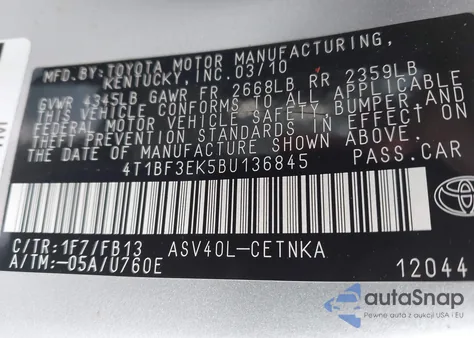 MFD.BY: TOYOTA MOTOR MANUFACTURING,
KENTUCKY, INC. 03/10
GVWR 4345LB GAWR FR 2668LB RR 2359LB
THIS VEHICLE CONFORMS TO ALL APPLICABLE
FEDERAL MOTOR VEHICLE SAFETY, BUMPER, AND
THEFT PREVENTION STANDARDS IN EFFECT ON
THE DATE OF MANUFACTURE SHOWN ABOVE.
4T1BF3EK5BU136845 PASS.CAR
C/TR:1F7/FB13 ASV40L-CETNKA
A/TM:-05A/U760E
12044
TOYOTA
autoSnap
Pewne auta z aukcji USA i EU